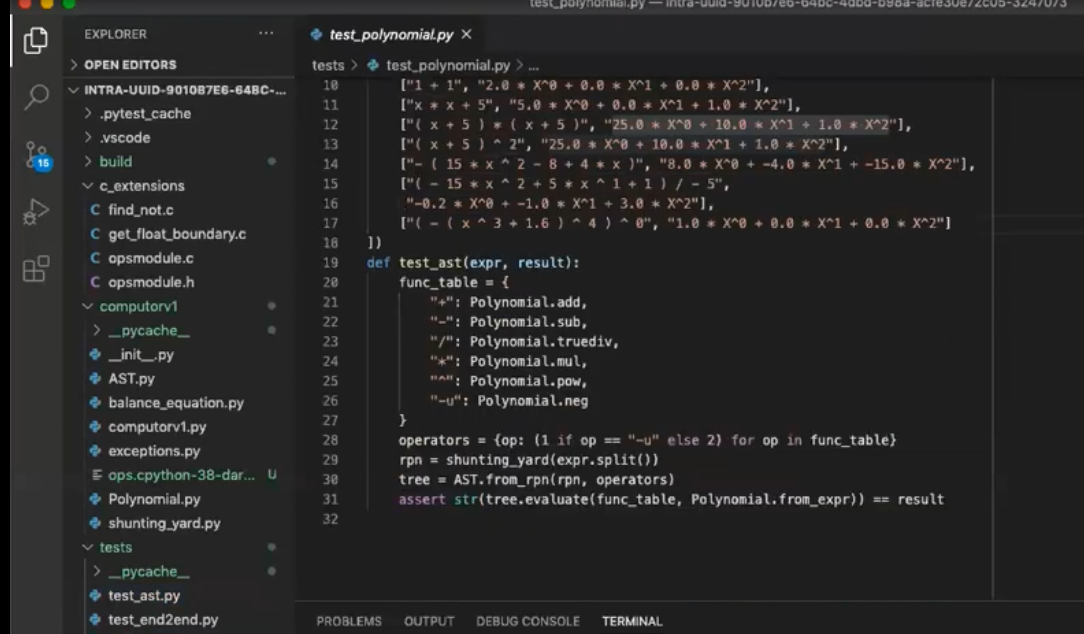 test_polynomial.py — intra-uuid-9010b7e6-64bc-4dbd-b98a-acfe30e72c05-3247073
EXPLORER
OPEN EDITORS
INTRA-UUID-9010B7E6-64BC-...
.pytest_cache
.vscode
build
c_extensions
C find_not.c
C get_float_boundary.c
C opsmodule.c
C opsmodule.h
computorv1
__pycache__
__init__.py
AST.py
balance_equation.py
computorv1.py
exceptions.py
ops.cpython-38-dar... U
Polynomial.py
shunting_yard.py
tests
__pycache__
test_ast.py
test_end2end.py
15
test_polynomial.py ×
tests > test_polynomial.py > ...
10 ["1 + 1", "2.0 * X^0 + 0.0 * X^1 + 0.0 * X^2"],
11 ["x * x + 5", "5.0 * X^0 + 0.0 * X^1 + 1.0 * X^2"],
12 ["( x + 5 ) * ( x + 5 )", "25.0 * X^0 + 10.0 * X^1 + 1.0 * X^2"],
13 ["( x + 5 ) ^ 2", "25.0 * X^0 + 10.0 * X^1 + 1.0 * X^2"],
14 ["- ( 15 * x ^ 2 - 8 + 4 * x )", "8.0 * X^0 + -4.0 * X^1 + -15.0 * X^2"],
15 ["( - 15 * x ^ 2 + 5 * x ^ 1 + 1 ) / - 5",
16 "-0.2 * X^0 + -1.0 * X^1 + 3.0 * X^2"],
17 ["( - ( x ^ 3 + 1.6 ) ^ 4 ) ^ 0", "1.0 * X^0 + 0.0 * X^1 + 0.0 * X^2"]
18 ])
19 def test_ast(expr, result):
20 func_table = {
21 "+": Polynomial.add,
22 "-": Polynomial.sub,
23 "/": Polynomial.truediv,
24 "*": Polynomial.mul,
25 "^": Polynomial.pow,
26 "-u": Polynomial.neg
27 }
28 operators = {op: (1 if op == "-u" else 2) for op in func_table}
29 rpn = shunting_yard(expr.split())
30 tree = AST.from_rpn(rpn, operators)
31 assert str(tree.evaluate(func_table, Polynomial.from_expr)) == result
32
PROBLEMS OUTPUT DEBUG CONSOLE TERMINAL